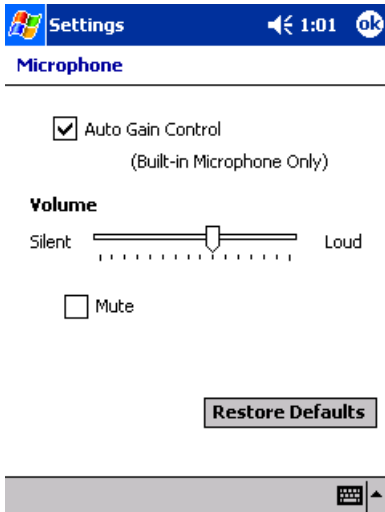 Settings 1:01 ok
Microphone
Auto Gain Control
(Built-in Microphone Only)
Volume
Silent Loud
Mute
Restore Defaults